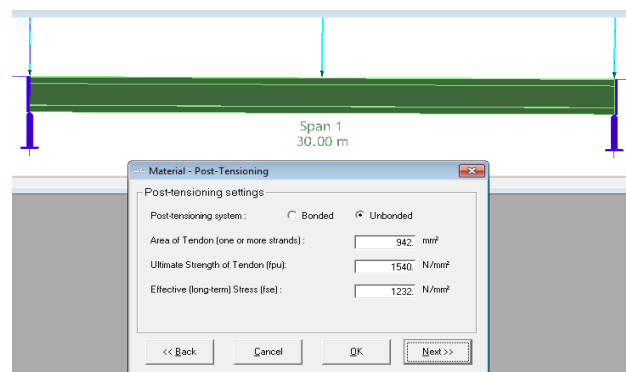 Span 1
30.00 m
Material - Post-Tensioning
Post-tensioning settings
Post-tensioning system : Bonded Unbonded
Area of Tendon (one or more strands) : 942. mm²
Ultimate Strength of Tendon (fpu): 1540. N/mm²
Effective (long-term) Stress (fse) : 1232. N/mm²
<< Back Cancel OK Next >>